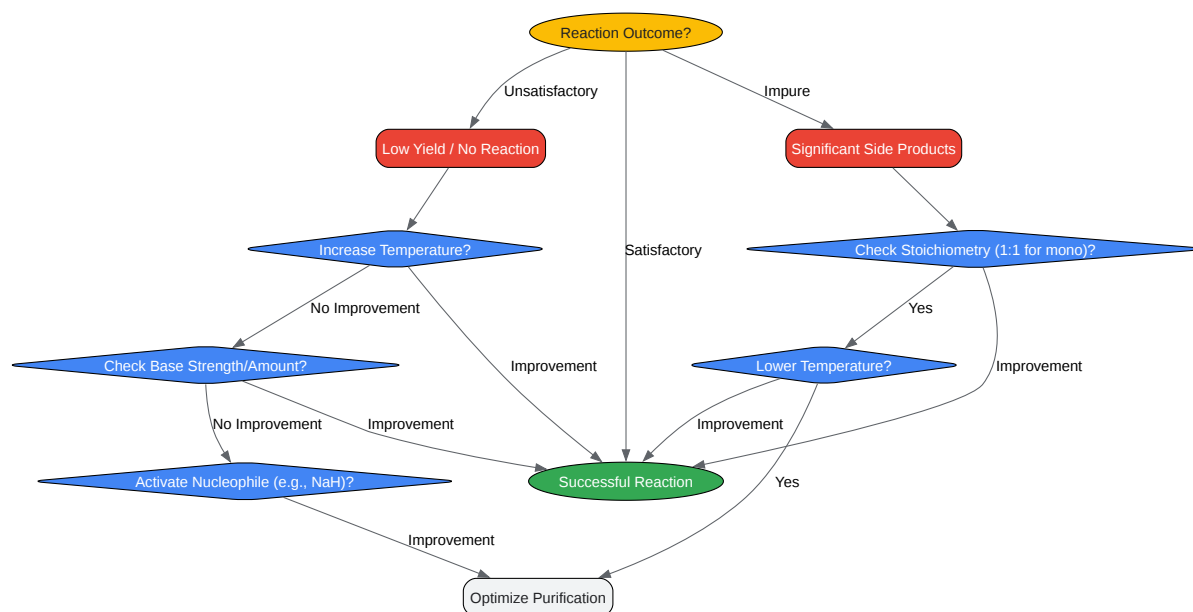 Reaction Outcome?
Unsatisfactory
Impure
Low Yield / No Reaction
Significant Side Products
Increase Temperature?
Satisfactory
Check Stoichiometry (1:1 for mono)?
No Improvement
Yes
Check Base Strength/Amount?
Improvement
Lower Temperature?
Improvement
No Improvement
Improvement
Improvement
Activate Nucleophile (e.g., NaH)?
Successful Reaction
Yes
Improvement
Optimize Purification